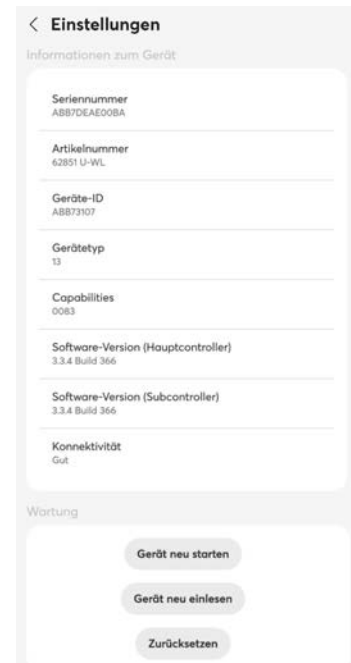 Einstellungen
Informationen zum Gerät
Seriennummer
ABB7DEAE00BA
Artikelnummer
62851 U-WL
Geräte-ID
ABB73107
Gerätetyp
13
Capabilities
0083
Software-Version (Hauptcontroller)
3.3.4 Build 366
Software-Version (Subcontroller)
3.3.4 Build 366
Konnektivität
Gut
Wartung
Gerät neu starten
Gerät neu einlesen
Zurücksetzen